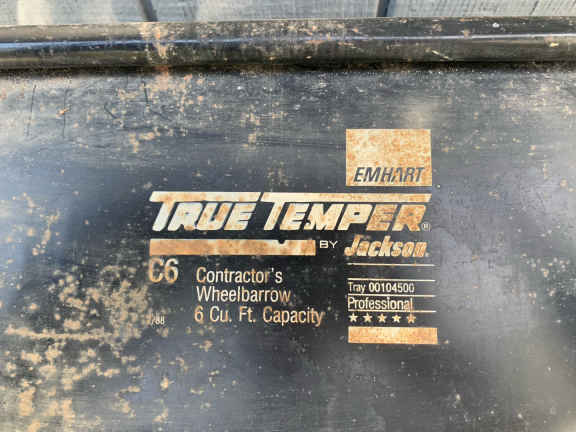 EMHART
TRUE TEMPER®
BY Jackson.
C6
Contractor's
Wheelbarrow
6 Cu. Ft. Capacity
Tray 00104500
Professional